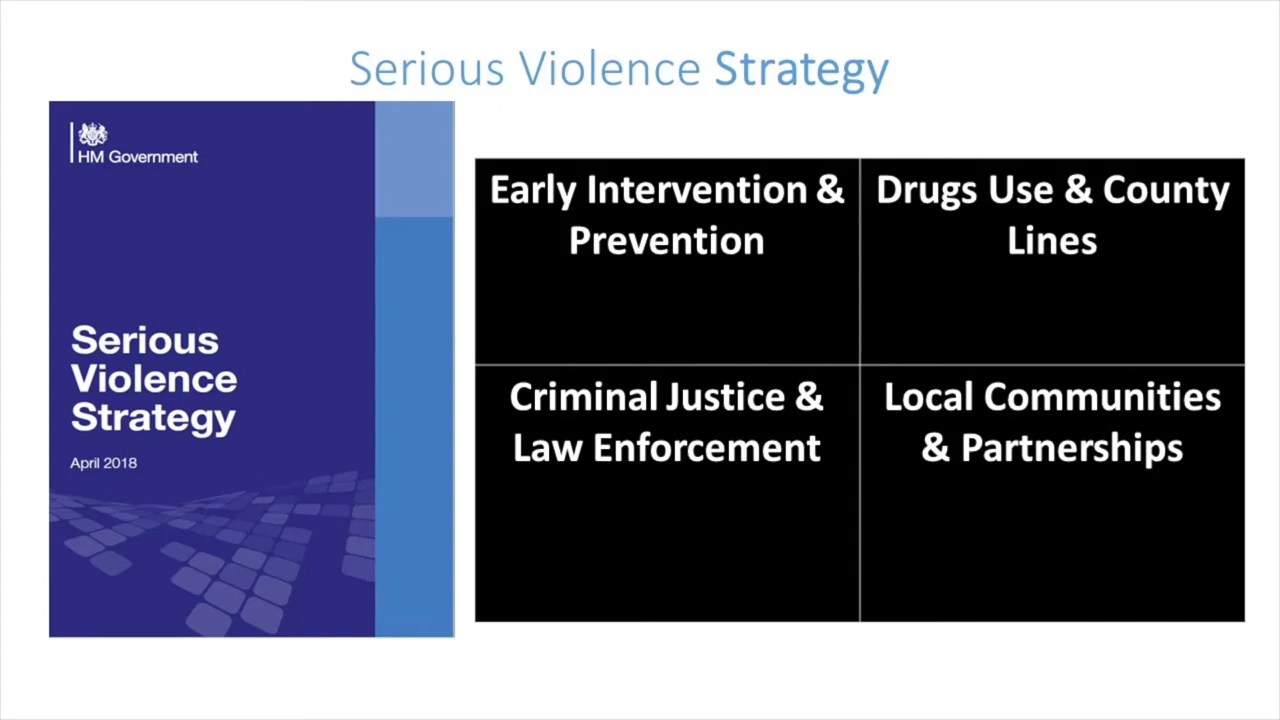 Serious Violence Strategy
HM Government
Serious
Violence
Strategy
April 2018
Early Intervention &
Prevention
Drugs Use & County
Lines
Criminal Justice &
Law Enforcement
Local Communities
& Partnerships